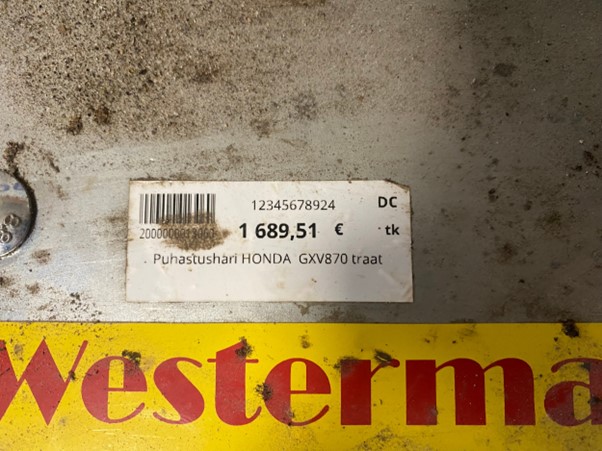 12345678924 DC
1 689,51 € tk
Puhastushari HONDA GXV870 traat
Westerma